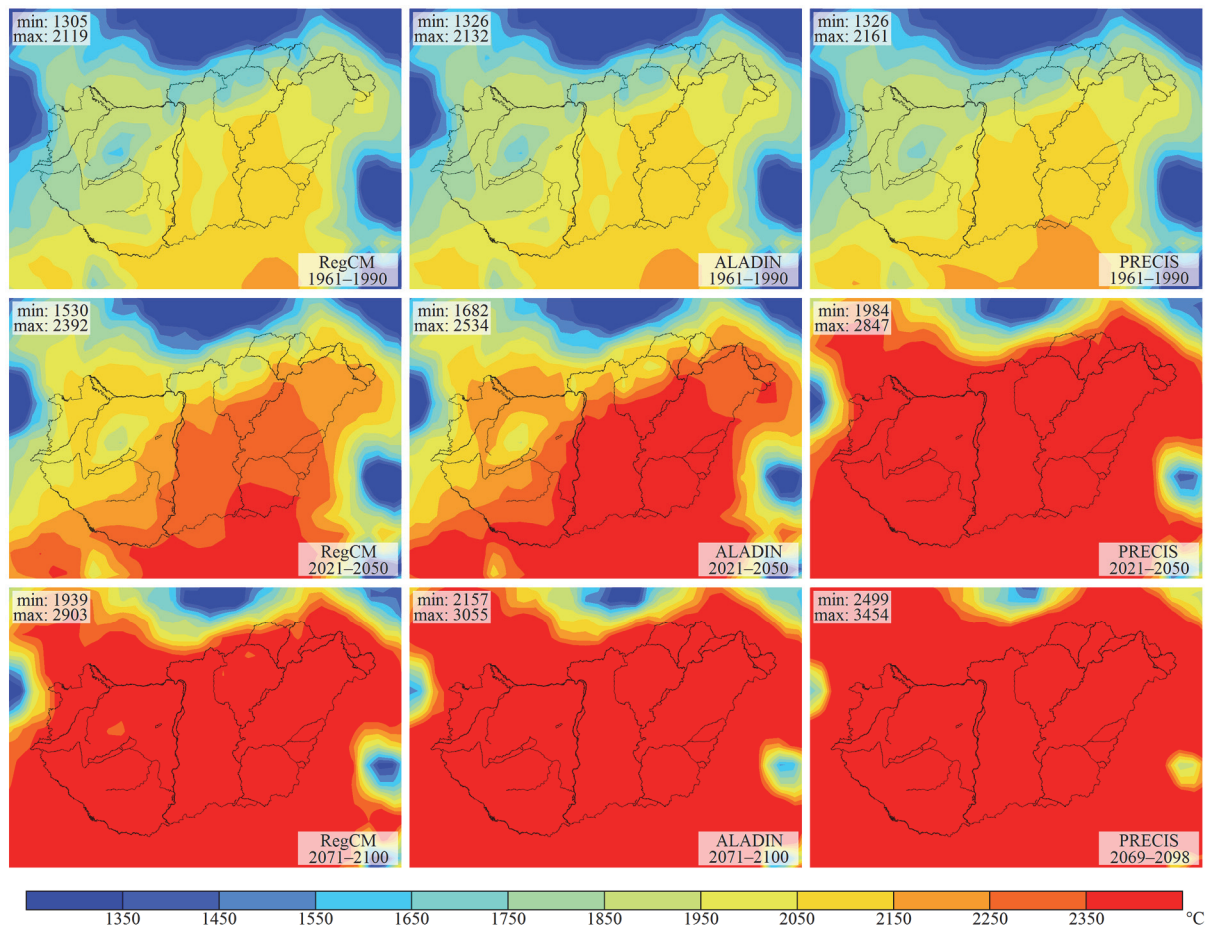 min: 1305
max: 2119
RegCM
1961–1990
min: 1326
max: 2132
ALADIN
1961–1990
min: 1326
max: 2161
PRECIS
1961–1990
min: 1530
max: 2392
RegCM
2021–2050
min: 1682
max: 2534
ALADIN
2021–2050
min: 1984
max: 2847
PRECIS
2021–2050
min: 1939
max: 2903
RegCM
2071–2100
min: 2157
max: 3055
ALADIN
2071–2100
min: 2499
max: 3454
PRECIS
2069–2098
1350 1450 1550 1650 1750 1850 1950 2050 2150 2250 2350 °C